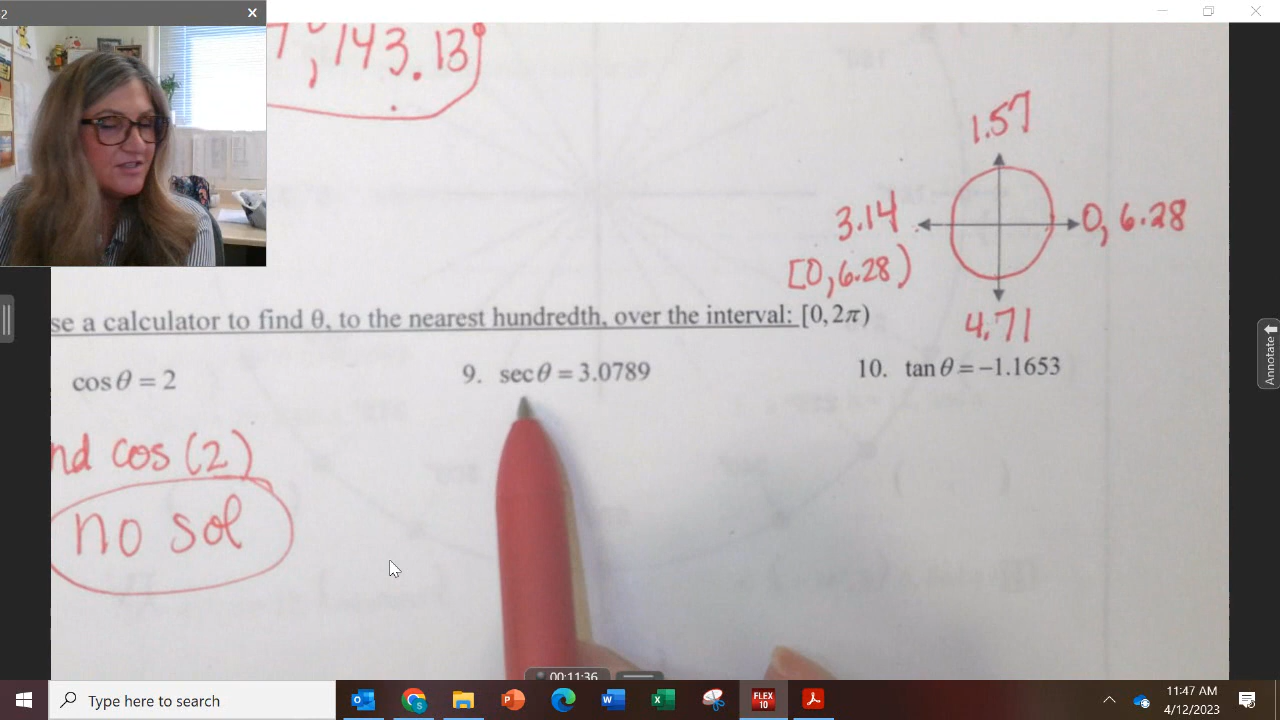 2
7°, 143.13°
1.57
3.14
0, 6.28
[0, 6.28)
4.71
se a calculator to find θ, to the nearest hundredth, over the interval: [0, 2π)
cos θ = 2
9. sec θ = 3.0789
10. tan θ = −1.1653
nd cos (2)
no sol
Annotate
00:11:36
Type here to search
FLEX
10
11:47 AM
4/12/2023